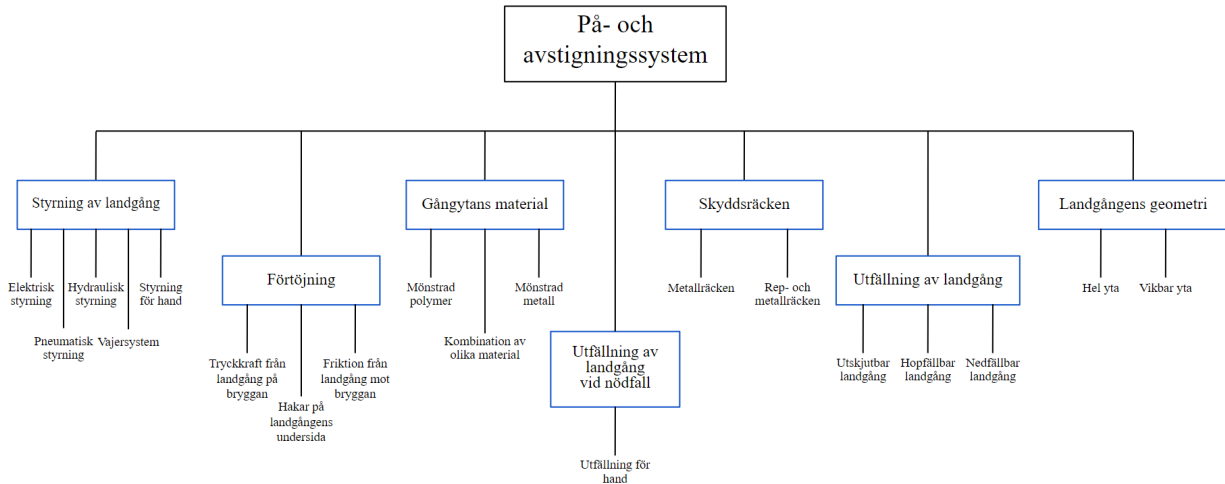 På- och
avstigningssystem
Styrning av landgång
Elektrisk
styrning
Pneumatisk
styrning
Hydraulisk
styrning
Vajersystem
Styrning
för hand
Förtöjning
Tryckkraft från
landgång på
bryggan
Hakar på
landgångens
undersida
Friktion från
landgång mot
bryggan
Gångytans material
Mönstrad
polymer
Kombination av
olika material
Mönstrad
metall
Utfällning av
landgång
vid nödfall
Utfällning för
hand
Skyddsräcken
Metallräcken
Rep- och
metallräcken
Utfällning av landgång
Utskjutbar
landgång
Hopfällbar
landgång
Nedfällbar
landgång
Landgångens geometri
Hel yta
Vikbar yta